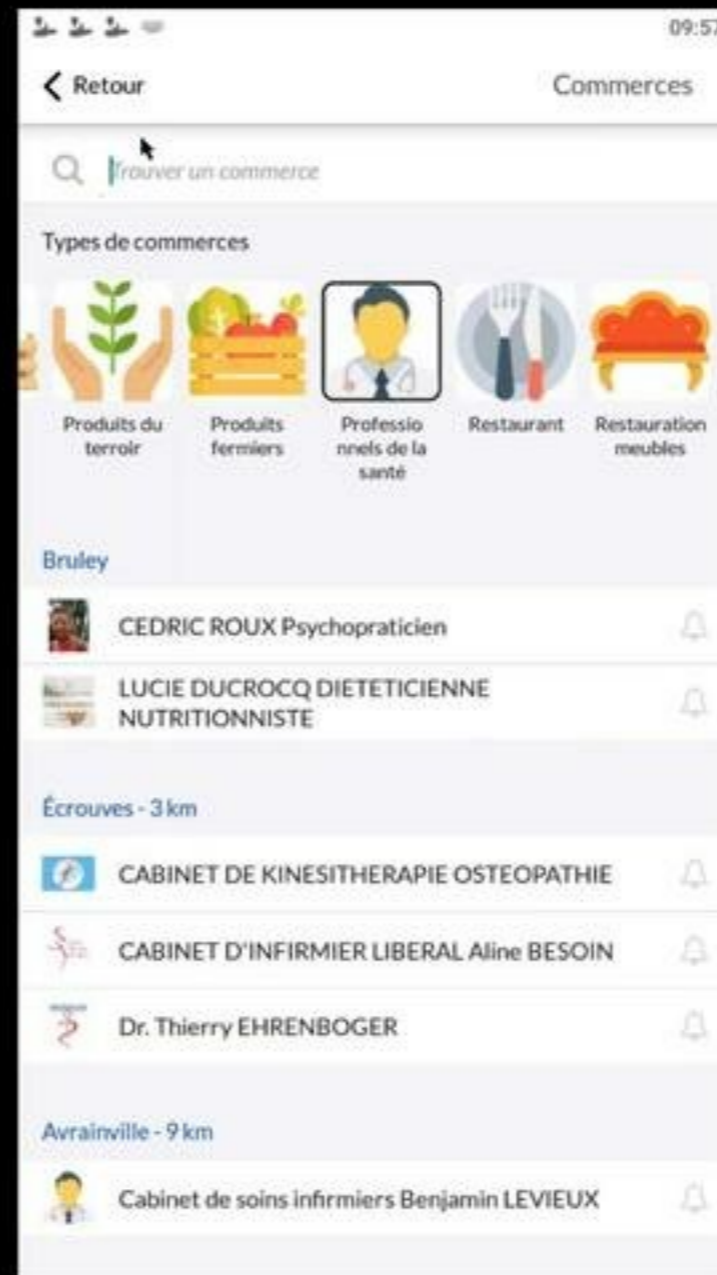 09:57
Retour
Commerces
Trouver un commerce
Types de commerces
Produits du
terroir
Produits
fermiers
Professio
nnels de la
santé
Restaurant
Restauration
meubles
Bruley
CEDRIC ROUX Psychopraticien
LUCIE DUCROCQ DIETETICIENNE
NUTRITIONNISTE
Écrouves - 3 km
CABINET DE KINESITHERAPIE OSTEOPATHIE
CABINET D'INFIRMIER LIBERAL Aline BESOIN
Dr. Thierry EHRENBOGER
Avrainville - 9 km
Cabinet de soins infirmiers Benjamin LEVIEUX